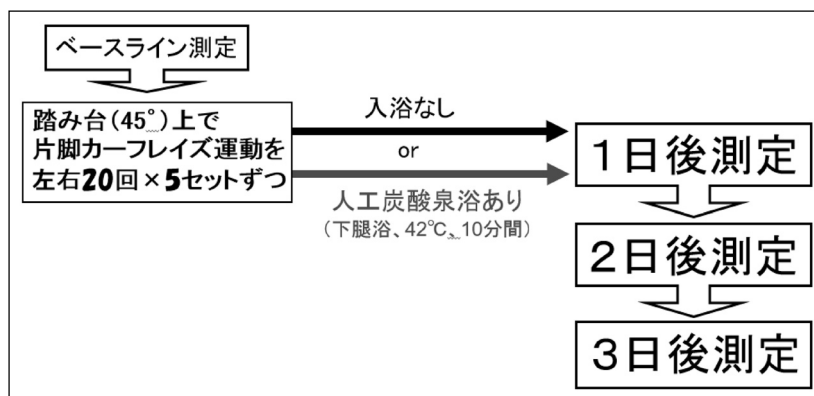 ベースライン測定
踏み台(45°)上で
片脚カーフレイズ運動を
左右20回×5セットずつ
入浴なし
or
人工炭酸泉浴あり
(下腿浴、42℃、10分間)
1日後測定
2日後測定
3日後測定